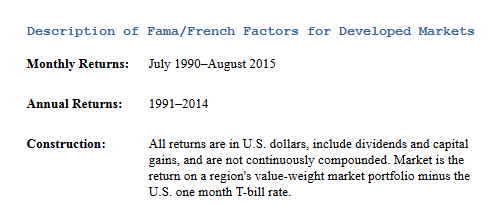 Description of Fama/French Factors for Developed Markets
Monthly Returns: July 1990–August 2015
Annual Returns: 1991–2014
Construction: All returns are in U.S. dollars, include dividends and capital
gains, and are not continuously compounded. Market is the
return on a region's value-weight market portfolio minus the
U.S. one month T-bill rate.